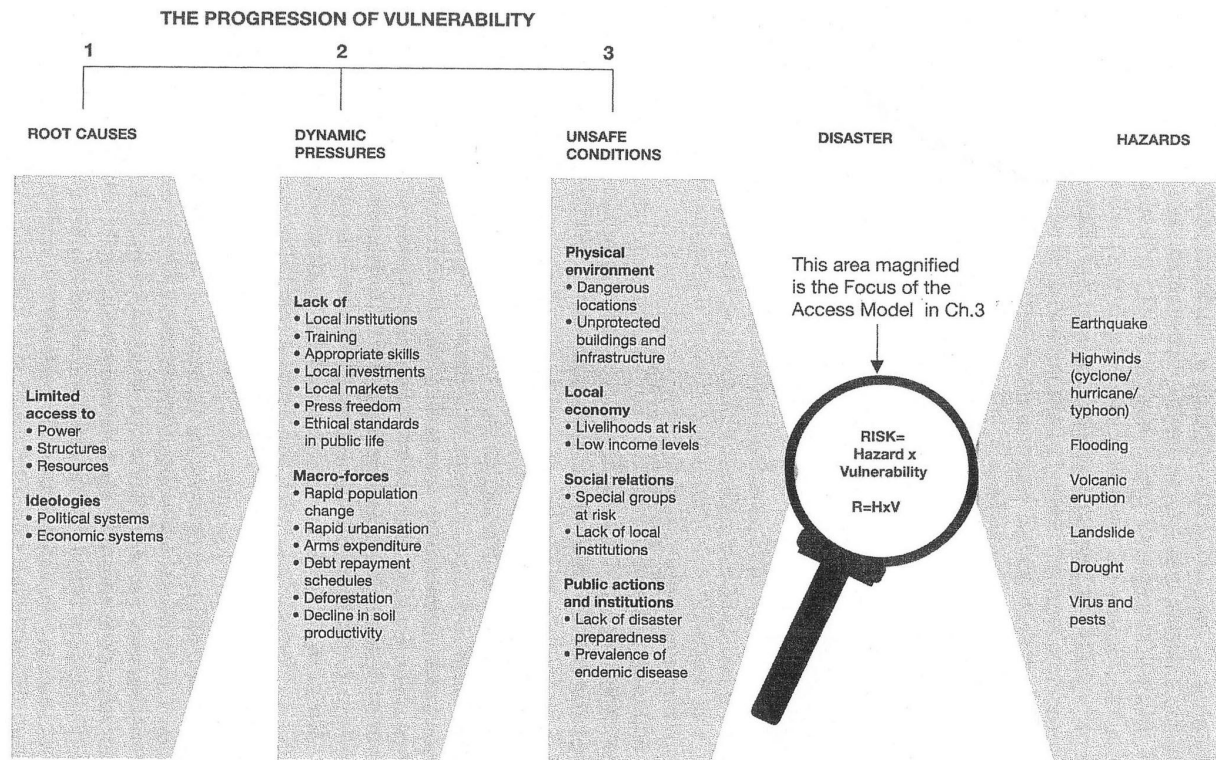 THE PROGRESSION OF VULNERABILITY
1
2
3
ROOT CAUSES
DYNAMIC
PRESSURES
UNSAFE
CONDITIONS
DISASTER
HAZARDS
Limited
access to
• Power
• Structures
• Resources
Ideologies
• Political systems
• Economic systems
Lack of
• Local institutions
• Training
• Appropriate skills
• Local investments
• Local markets
• Press freedom
• Ethical standards
in public life
Macro-forces
• Rapid population
change
• Rapid urbanisation
• Arms expenditure
• Debt repayment
schedules
• Deforestation
• Decline in soil
productivity
Physical
environment
• Dangerous
locations
• Unprotected
buildings and
infrastructure
Local
economy
• Livelihoods at risk
• Low income levels
Social relations
• Special groups
at risk
• Lack of local
institutions
Public actions
and institutions
• Lack of disaster
preparedness
• Prevalence of
endemic disease
This area magnified
is the Focus of the
Access Model in Ch.3
RISK=
Hazard x
Vulnerability
R=HxV
Earthquake
Highwinds
(cyclone/
hurricane/
typhoon)
Flooding
Volcanic
eruption
Landslide
Drought
Virus and
pests